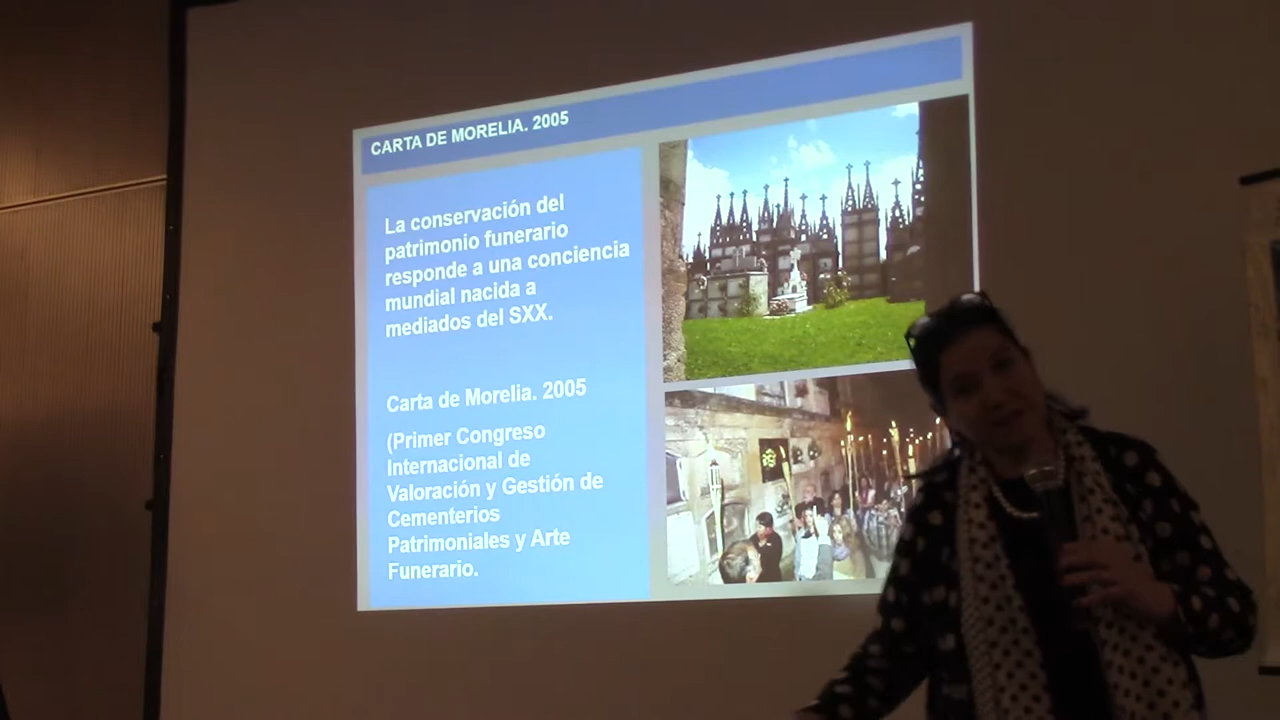 CARTA DE MORELIA. 2005
La conservación del
patrimonio funerario
responde a una conciencia
mundial nacida a
mediados del SXX.
Carta de Morelia. 2005
(Primer Congreso
Internacional de
Valoración y Gestión de
Cementerios
Patrimoniales y Arte
Funerario.